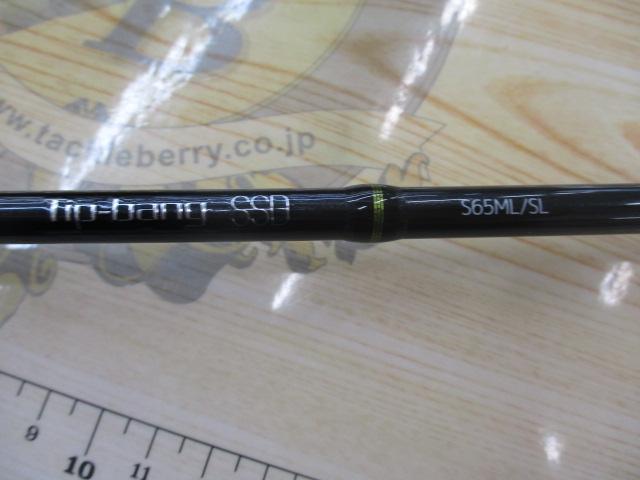 B
www.tackleberry.co.jp
tip-bang SSD S65ML/SL
9 10 11